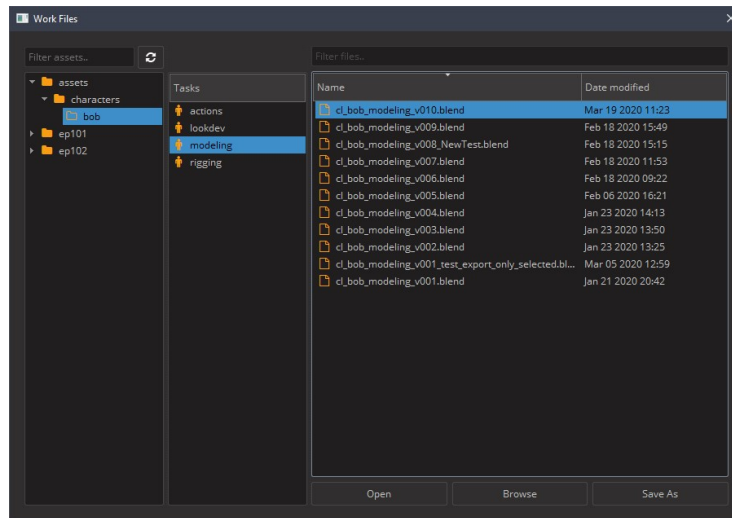 Work Files
Filter assets..
Filter files..
assets
characters
bob
ep101
ep102
Tasks
actions
lookdev
modeling
rigging
Name Date modified
cl_bob_modeling_v010.blend Mar 19 2020 11:23
cl_bob_modeling_v009.blend Feb 18 2020 15:49
cl_bob_modeling_v008_NewTest.blend Feb 18 2020 15:15
cl_bob_modeling_v007.blend Feb 18 2020 11:53
cl_bob_modeling_v006.blend Feb 18 2020 09:22
cl_bob_modeling_v005.blend Feb 06 2020 16:21
cl_bob_modeling_v004.blend Jan 23 2020 14:13
cl_bob_modeling_v003.blend Jan 23 2020 13:50
cl_bob_modeling_v002.blend Jan 23 2020 13:25
cl_bob_modeling_v001_test_export_only_selected.bl... Mar 05 2020 12:59
cl_bob_modeling_v001.blend Jan 21 2020 20:42
Open Browse Save As